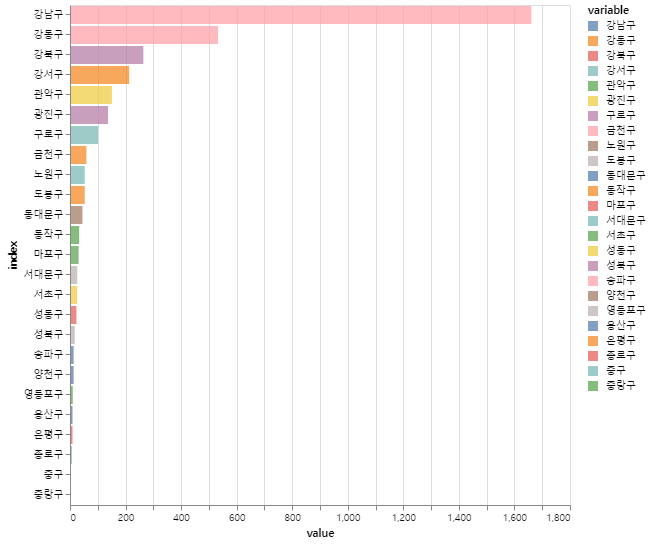 강남구
강동구
강북구
강서구
관악구
광진구
구로구
금천구
노원구
도봉구
동대문구
동작구
마포구
서대문구
서초구
성동구
성북구
송파구
양천구
영등포구
용산구
은평구
종로구
중구
중랑구
index
0 200 400 600 800 1,000 1,200 1,400 1,600 1,800
value
variable
강남구
강동구
강북구
강서구
관악구
광진구
구로구
금천구
노원구
도봉구
동대문구
동작구
마포구
서대문구
서초구
성동구
성북구
송파구
양천구
영등포구
용산구
은평구
종로구
중구
중랑구